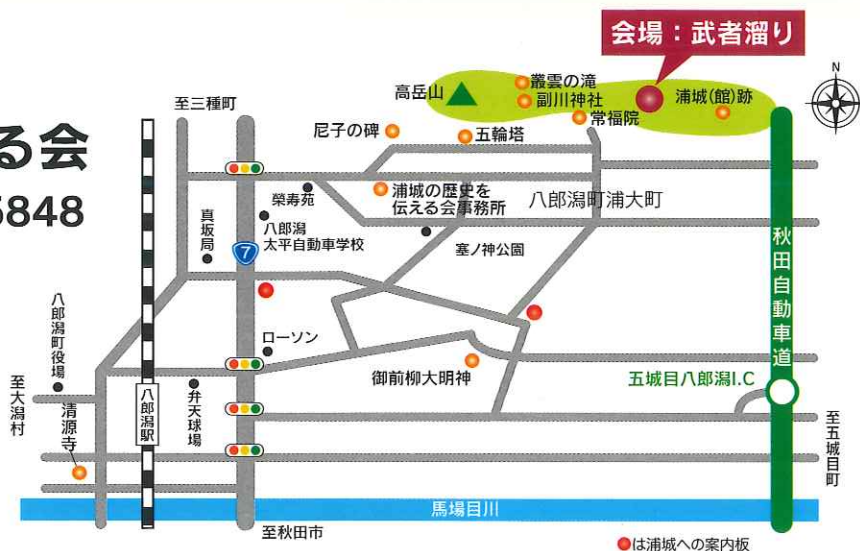 会場：武者溜り
る会
5848
N
至三種町
高岳山
叢雲の滝
副川神社
浦城(館)跡
常福院
尼子の碑
五輪塔
榮寿苑
浦城の歴史を
伝える会事務所
八郎潟町浦大町
八郎潟
太平自動車学校
真坂局
7
塞ノ神公園
秋田自動車道
八郎潟町役場
ローソン
御前柳大明神
五城目八郎潟I.C
至大潟村
清源寺
八郎潟駅
弁天球場
至五城目町
馬場目川
至秋田市
●は浦城への案内板